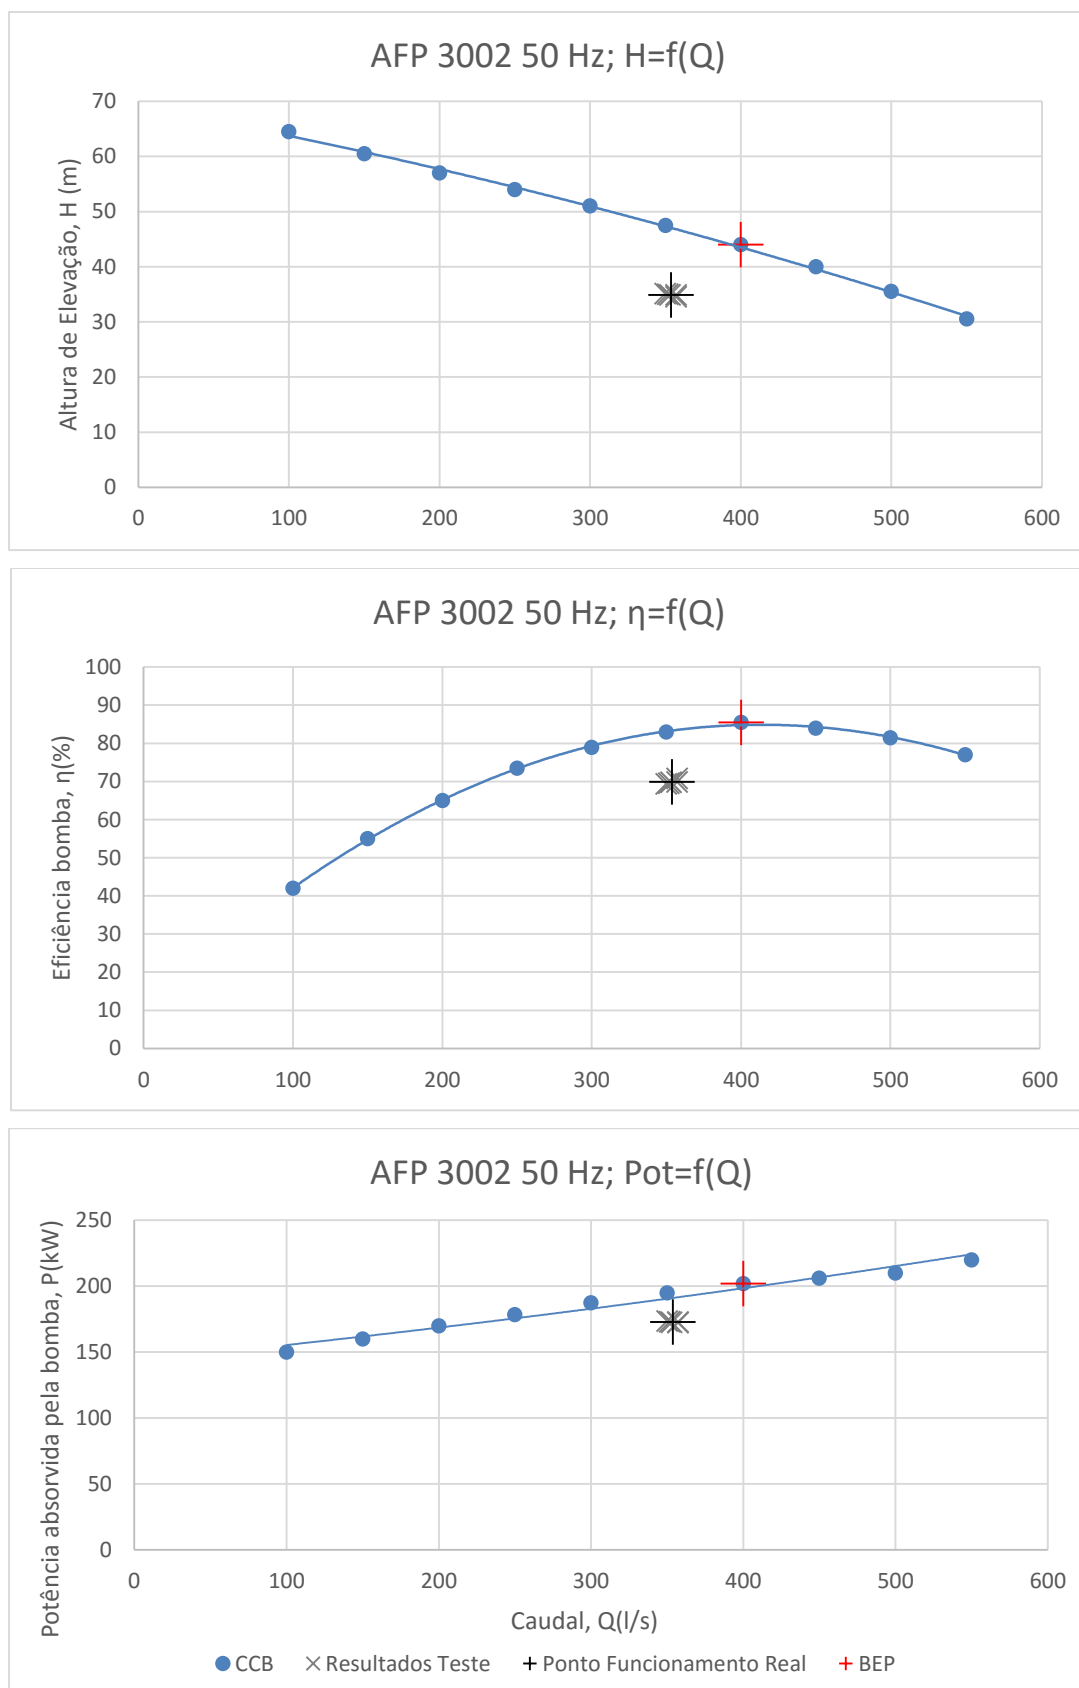 AFP 3002 50 Hz; H=f(Q)
Altura de Elevação, H (m)
70
60
50
40
30
20
10
0
0 100 200 300 400 500 600
AFP 3002 50 Hz; η=f(Q)
Eficiência bomba, η(%)
100
90
80
70
60
50
40
30
20
10
0
0 100 200 300 400 500 600
AFP 3002 50 Hz; Pot=f(Q)
Potência absorvida pela bomba, P(kW)
250
200
150
100
50
0
0 100 200 300 400 500 600
Caudal, Q(l/s)
CCB Resultados Teste Ponto Funcionamento Real BEP